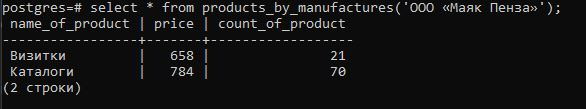 postgres=# select * from products_by_manufactures('ООО «Маяк Пенза»');
 name_of_product | price | count_of_product
-----------------+-------+------------------
 Визитки         |   658 |               21
 Каталоги        |   784 |               70
(2 строки)